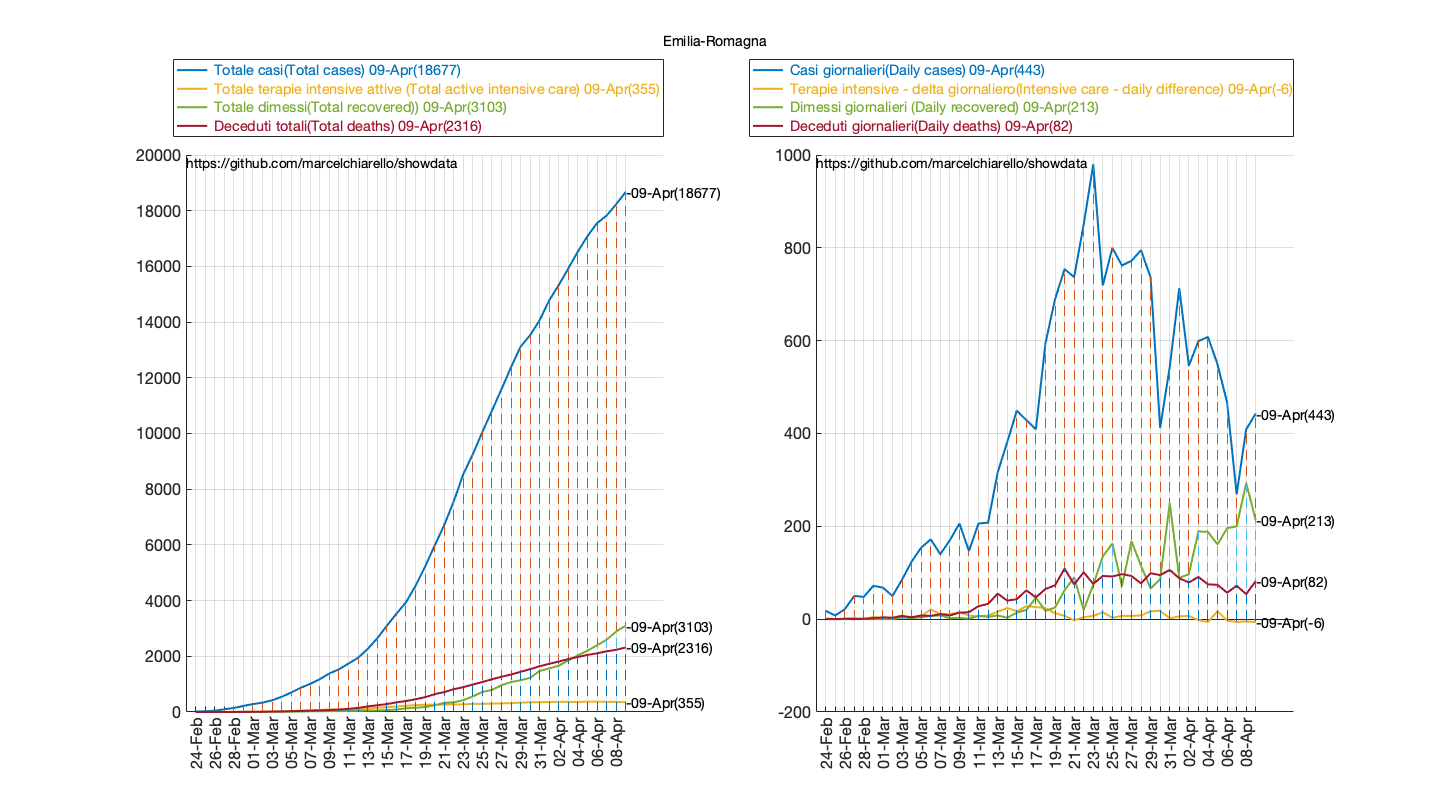 Emilia-Romagna
Totale casi(Total cases) 09-Apr(18677)
Totale terapie intensive attive (Total active intensive care) 09-Apr(355)
Totale dimessi(Total recovered)) 09-Apr(3103)
Deceduti totali(Total deaths) 09-Apr(2316)
https://github.com/marcelchiarello/showdata
20000
18000
16000
14000
12000
10000
8000
6000
4000
2000
0
-09-Apr(18677)
-09-Apr(3103)
-09-Apr(2316)
-09-Apr(355)
24-Feb
26-Feb
28-Feb
01-Mar
03-Mar
05-Mar
07-Mar
09-Mar
11-Mar
13-Mar
15-Mar
17-Mar
19-Mar
21-Mar
23-Mar
25-Mar
27-Mar
29-Mar
31-Mar
02-Apr
04-Apr
06-Apr
08-Apr
Casi giornalieri(Daily cases) 09-Apr(443)
Terapie intensive - delta giornaliero(Intensive care - daily difference) 09-Apr(-6)
Dimessi giornalieri (Daily recovered) 09-Apr(213)
Deceduti giornalieri(Daily deaths) 09-Apr(82)
https://github.com/marcelchiarello/showdata
1000
800
600
400
200
0
-200
-09-Apr(443)
-09-Apr(213)
-09-Apr(82)
-09-Apr(-6)
24-Feb
26-Feb
28-Feb
01-Mar
03-Mar
05-Mar
07-Mar
09-Mar
11-Mar
13-Mar
15-Mar
17-Mar
19-Mar
21-Mar
23-Mar
25-Mar
27-Mar
29-Mar
31-Mar
02-Apr
04-Apr
06-Apr
08-Apr